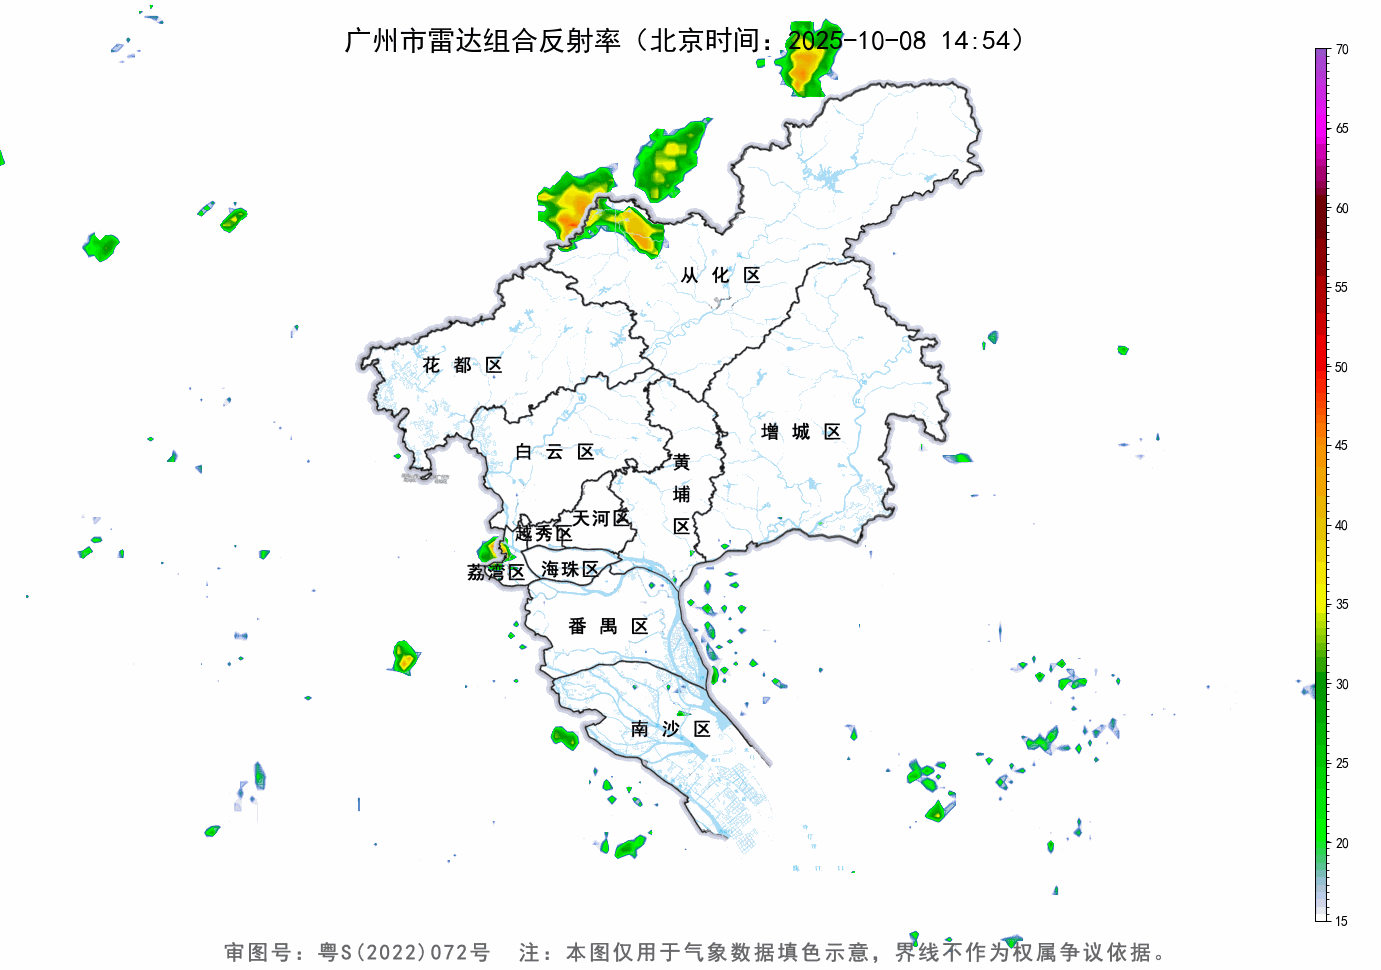 广州市雷达组合反射率（北京时间：2025-10-08 14:54）
70
65
60
55
50
45
40
35
30
25
20
15
从化区
花都区
增城区
白云区
黄埔区
天河区
越秀区
荔湾区
海珠区
番禺区
南沙区
审图号：粤S(2022)072号 注：本图仅用于气象数据填色示意，界线不作为权属争议依据。